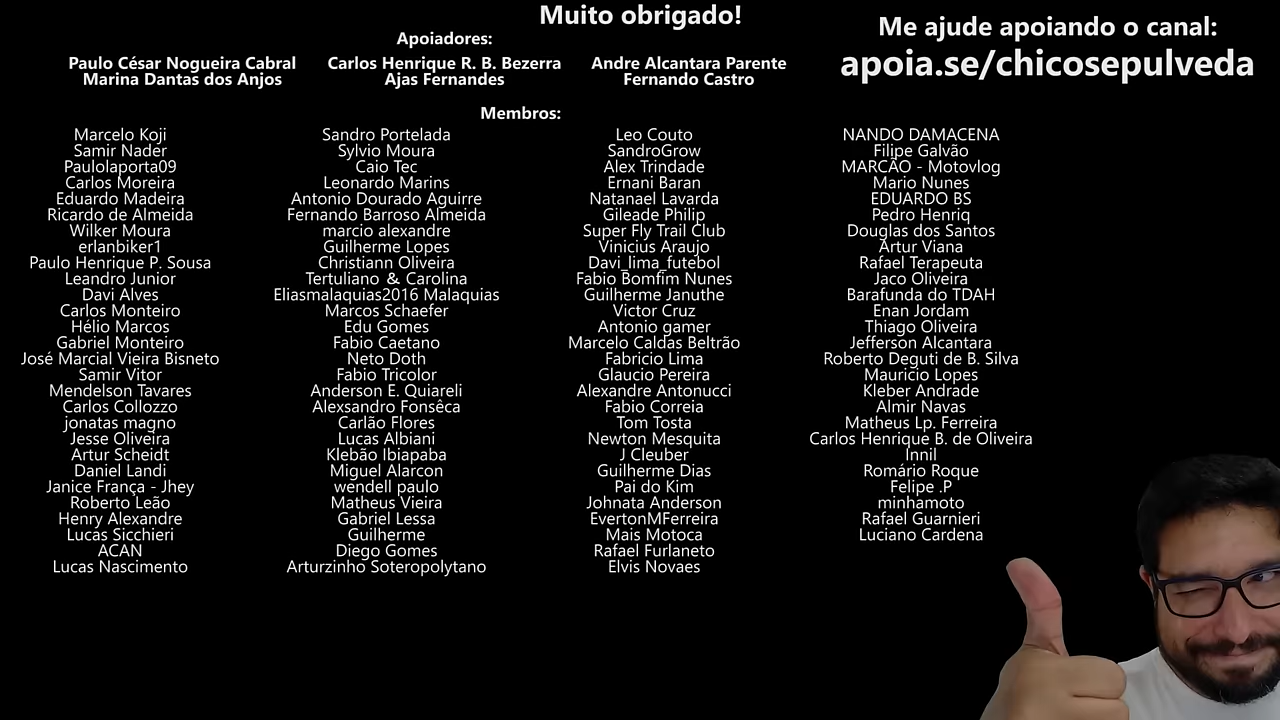 Muito obrigado!
Apoiadores:
Paulo César Nogueira Cabral
Marina Dantas dos Anjos
Carlos Henrique R. B. Bezerra
Ajas Fernandes
Andre Alcantara Parente
Fernando Castro
Me ajude apoiando o canal:
apoia.se/chicosepulveda
Membros:
Marcelo Koji
Samir Nader
Paulolaporta09
Carlos Moreira
Eduardo Madeira
Ricardo de Almeida
Wilker Moura
erlanbiker1
Paulo Henrique P. Sousa
Leandro Junior
Davi Alves
Carlos Monteiro
Hélio Marcos
Gabriel Monteiro
José Marcial Vieira Bisneto
Samir Vitor
Mendelson Tavares
Carlos Collozzo
jonatas magno
Jesse Oliveira
Artur Scheidt
Daniel Landi
Janice França - Jhey
Roberto Leão
Henry Alexandre
Lucas Sicchieri
ACAN
Lucas Nascimento
Sandro Portelada
Sylvio Moura
Caio Tec
Leonardo Marins
Antonio Dourado Aguirre
Fernando Barroso Almeida
marcio alexandre
Guilherme Lopes
Christiann Oliveira
Tertuliano & Carolina
Eliasmalaquias2016 Malaquias
Marcos Schaefer
Edu Gomes
Fabio Caetano
Neto Doth
Fabio Tricolor
Anderson E. Quiareli
Alexsandro Fonsêca
Carlão Flores
Lucas Albiani
Klebão Ibiapaba
Miguel Alarcon
wendell paulo
Matheus Vieira
Gabriel Lessa
Guilherme
Diego Gomes
Arturzinho Soteropolytano
Leo Couto
SandroGrow
Alex Trindade
Ernani Baran
Natanael Lavarda
Gileade Philip
Super Fly Trail Club
Vinicius Araujo
Davi_lima_futebol
Fabio Bomfim Nunes
Guilherme Januthe
Victor Cruz
Antonio gamer
Marcelo Caldas Beltrão
Fabricio Lima
Glaucio Pereira
Alexandre Antonucci
Fabio Correia
Tom Tosta
Newton Mesquita
J Cleuber
Guilherme Dias
Pai do Kim
Johnata Anderson
EvertonMFerreira
Mais Motoca
Rafael Furlaneto
Elvis Novaes
NANDO DAMACENA
Filipe Galvão
MARCÃO - Motovlog
Mario Nunes
EDUARDO BS
Pedro Henriq
Douglas dos Santos
Artur Viana
Rafael Terapeuta
Jaco Oliveira
Barafunda do TDAH
Enan Jordam
Thiago Oliveira
Jefferson Alcantara
Roberto Deguti de B. Silva
Mauricio Lopes
Kleber Andrade
Almir Navas
Matheus Lp. Ferreira
Carlos Henrique B. de Oliveira
Innil
Romário Roque
Felipe .P
minhamoto
Rafael Guarnieri
Luciano Cardena